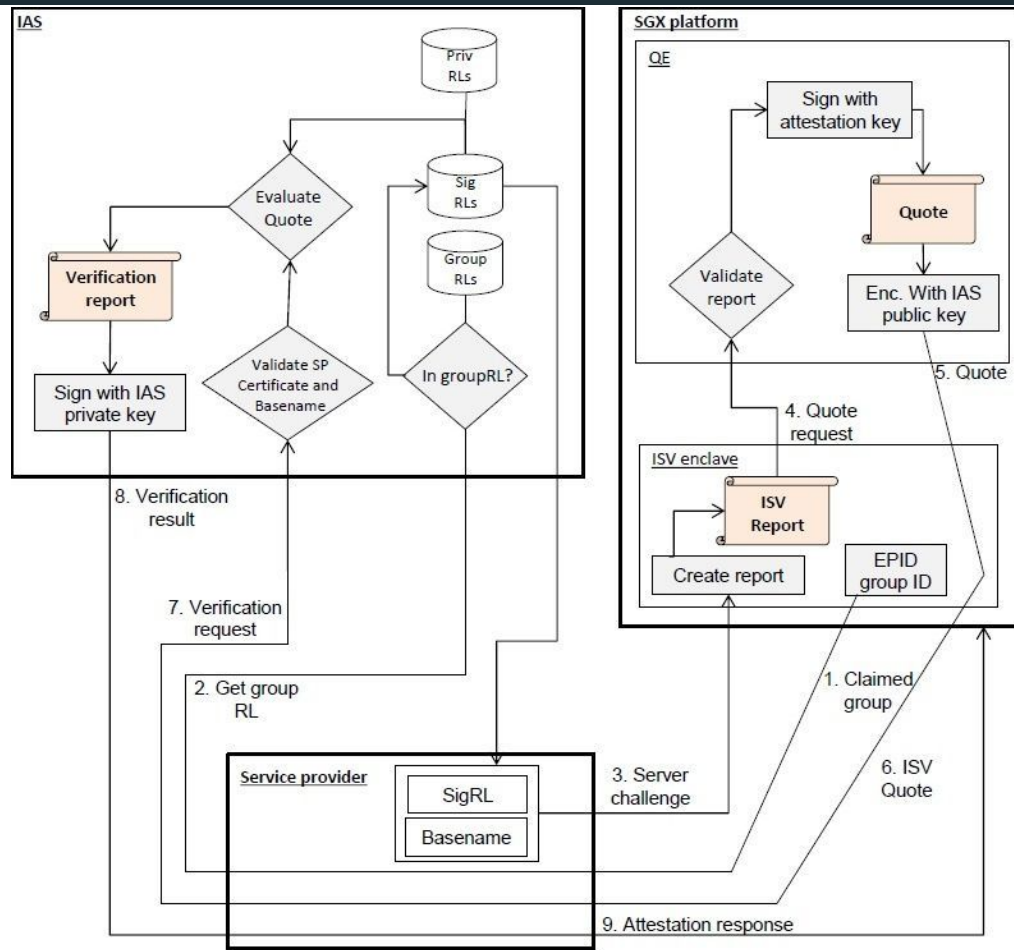 IAS
Priv
RLs
Evaluate
Quote
Sig
RLs
Group
RLs
Verification
report
Sign with IAS
private key
Validate SP
Certificate and
Basename
In groupRL?
SGX platform
QE
Sign with
attestation key
Quote
Validate
report
Enc. With IAS
public key
5. Quote
4. Quote
request
ISV enclave
ISV
Report
Create report
EPID
group ID
8. Verification
result
7. Verification
request
2. Get group
RL
1. Claimed
group
Service provider
SigRL
Basename
3. Server
challenge
6. ISV
Quote
9. Attestation response